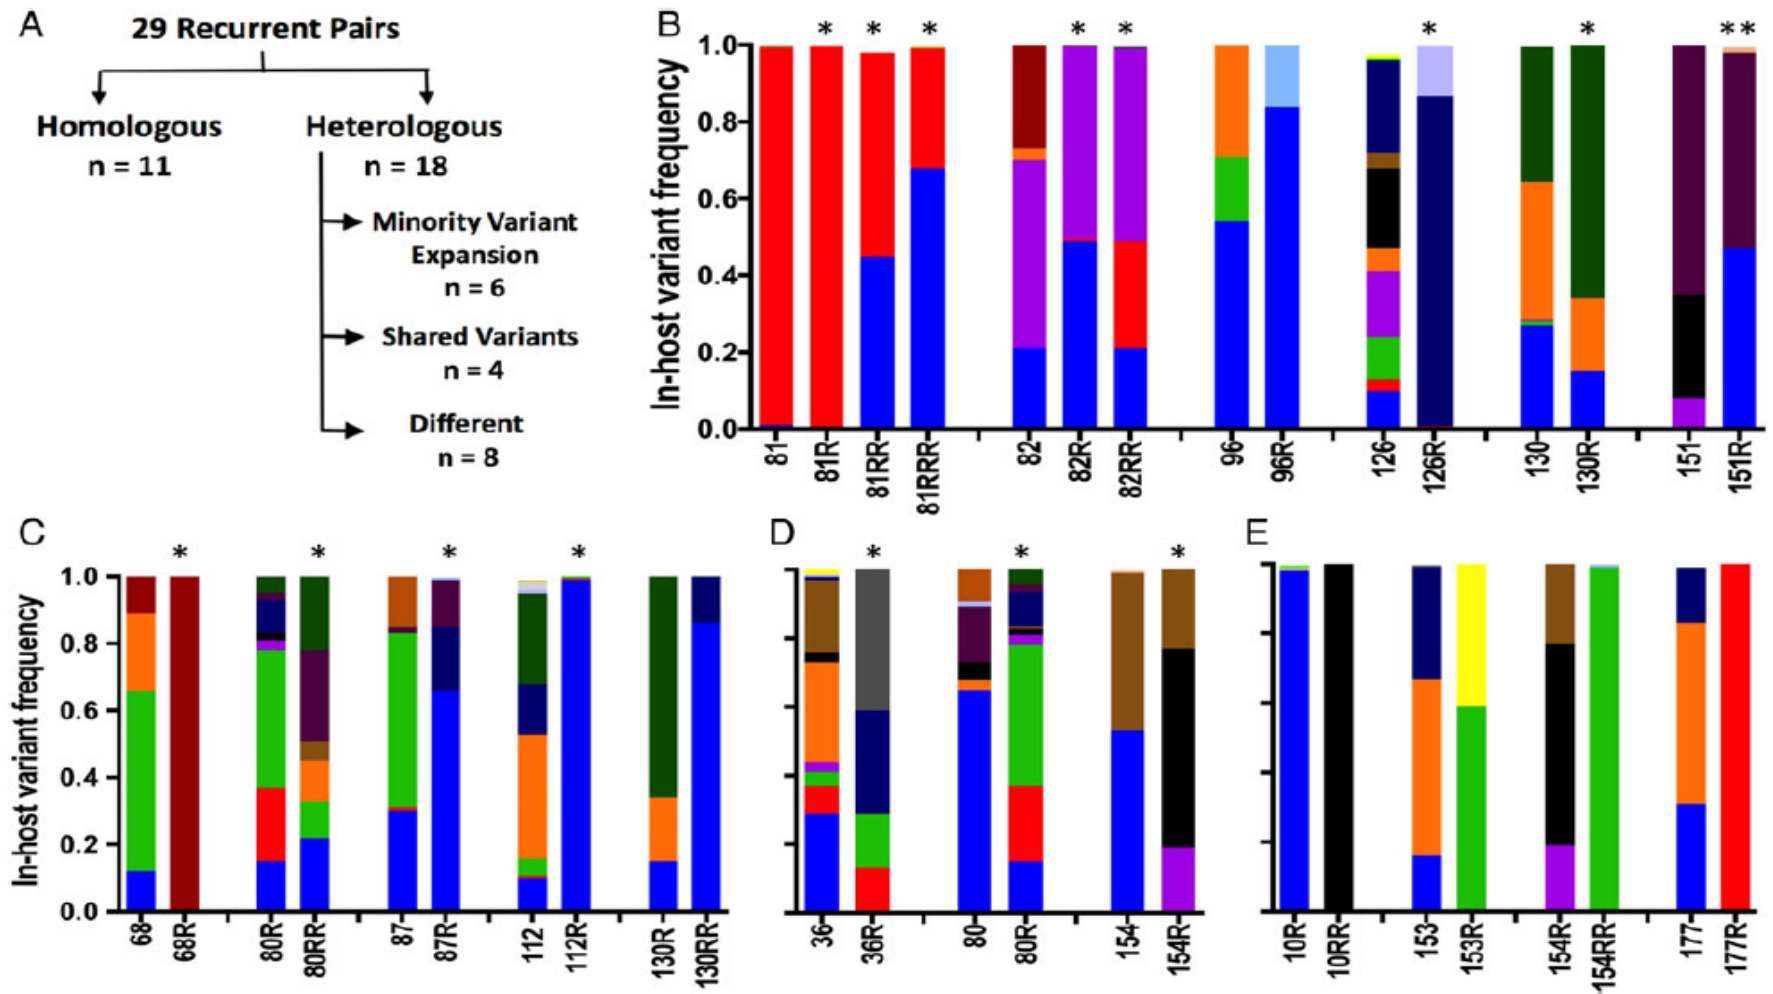 A
29 Recurrent Pairs
Homologous
n = 11
Heterologous
n = 18
Minority Variant
Expansion
n = 6
Shared Variants
n = 4
Different
n = 8
B
* * * * * * * **
In-host variant frequency
1.0
0.8
0.6
0.4
0.2
0.0
81 81R 81RR 81RRR 82 82R 82RR 96 96R 126 126R 130 130R 151 151R
C
* * * *
In-host variant frequency
1.0
0.8
0.6
0.4
0.2
0.0
68 68R 80R 80RR 87 87R 112 112R 130R 130RR
D
* * *
36 36R 80 80R 154 154R
E
10R 10RR 153 153R 154R 154RR 177 177R